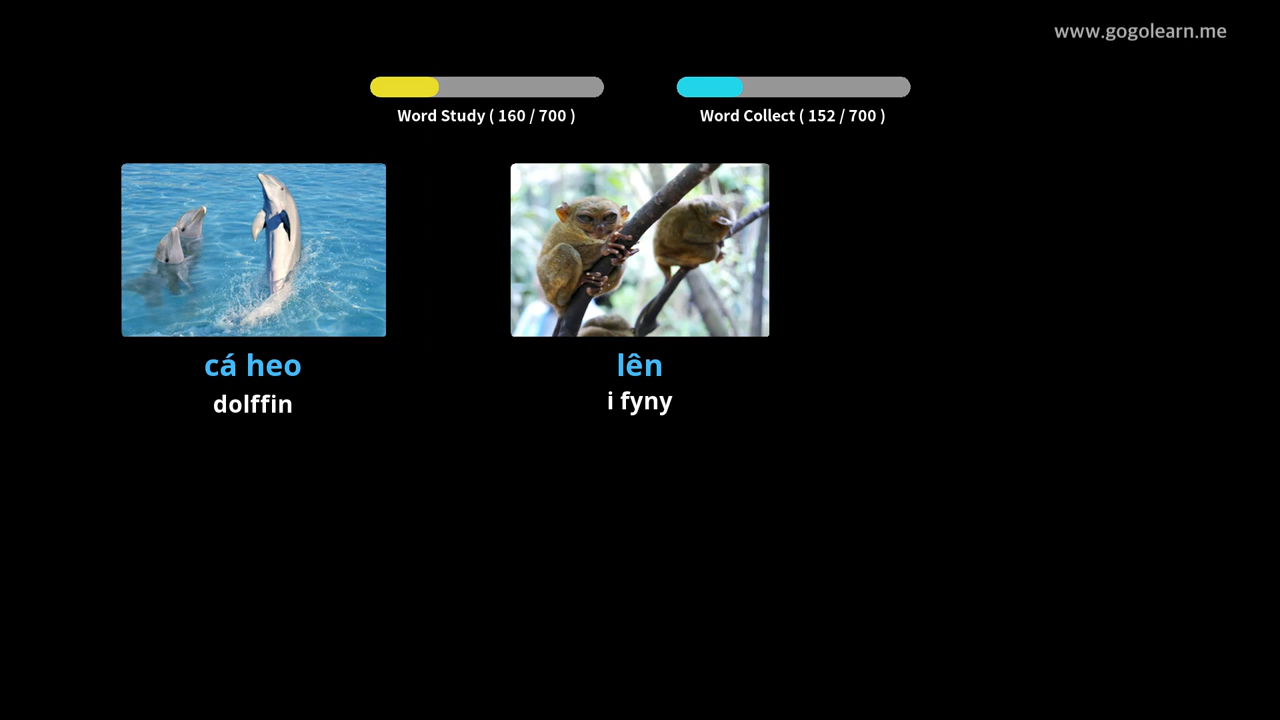 www.gogolearn.me
Word Study ( 160 / 700 )
Word Collect ( 152 / 700 )
cá heo
dolffin
lên
i fyny